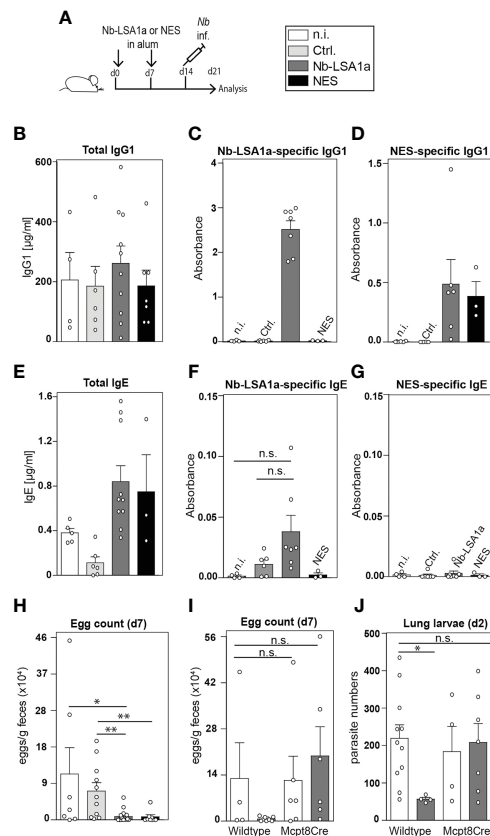 A
Nb-LSA1a or NES
in alum
Nb
inf.
d0
d7
d14
d21
Analysis
n.i.
Ctrl.
Nb-LSA1a
NES
B
Total IgG1
IgG1 [µg/ml]
600
400
200
0
C
Nb-LSA1a-specific IgG1
Absorbance
4
3
2
1
0
n.i.
Ctrl.
NES
D
NES-specific IgG1
Absorbance
1.5
1.0
0.5
0.0
n.i.
Ctrl.
E
Total IgE
IgE [µg/ml]
1.6
1.2
0.8
0.4
0
F
Nb-LSA1a-specific IgE
Absorbance
0.15
0.10
0.05
0.00
n.s.
n.s.
n.i.
Ctrl.
NES
G
NES-specific IgE
Absorbance
0.15
0.10
0.05
0.00
n.i.
Ctrl.
Nb-LSA1a
NES
H
Egg count (d7)
eggs/g feces (x10⁴)
46
37
28
18
9
0
*
**
**
I
Egg count (d7)
eggs/g feces (x10⁴)
56
42
28
14
0
n.s.
n.s.
Wildtype
Mcpt8Cre
J
Lung larvae (d2)
parasite numbers
500
400
300
200
100
0
n.s.
*
Wildtype
Mcpt8Cre